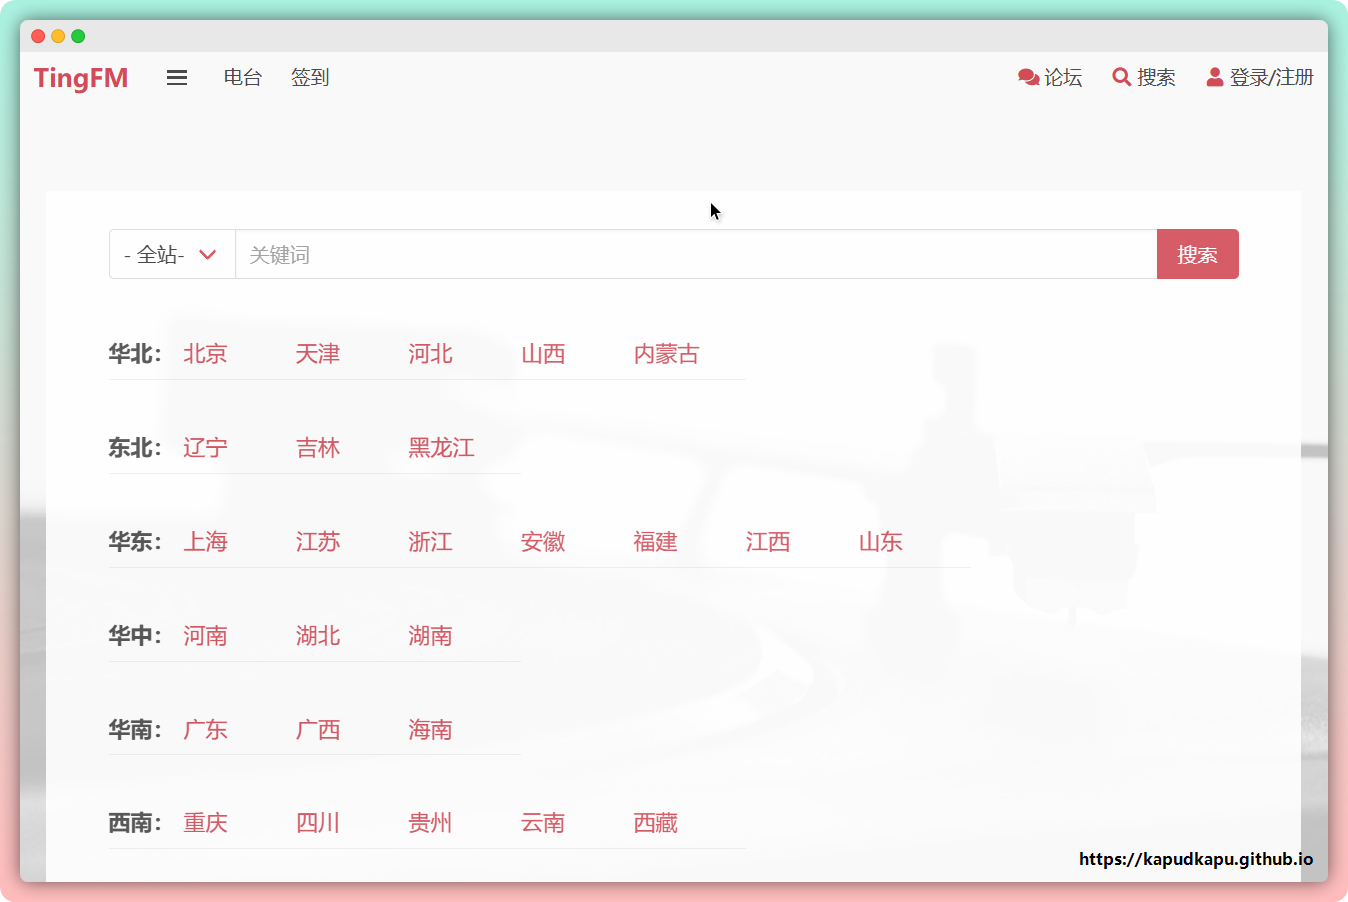 TingFM 电台 签到 论坛 搜索 登录/注册
- 全站- 关键词 搜索
华北： 北京 天津 河北 山西 内蒙古
东北： 辽宁 吉林 黑龙江
华东： 上海 江苏 浙江 安徽 福建 江西 山东
华中： 河南 湖北 湖南
华南： 广东 广西 海南
西南： 重庆 四川 贵州 云南 西藏
https://kapudkapu.github.io